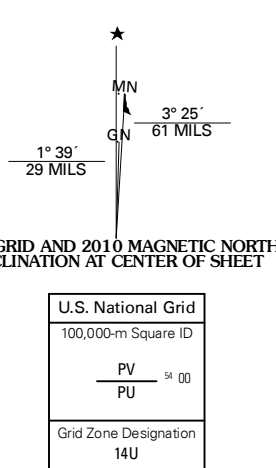 ★
MN
3° 25´
61 MILS
GN
1° 39´
29 MILS
GRID AND 2010 MAGNETIC NORTH
CLINATION AT CENTER OF SHEET
U.S. National Grid
100,000-m Square ID
PV
54 00
PU
Grid Zone Designation
14U